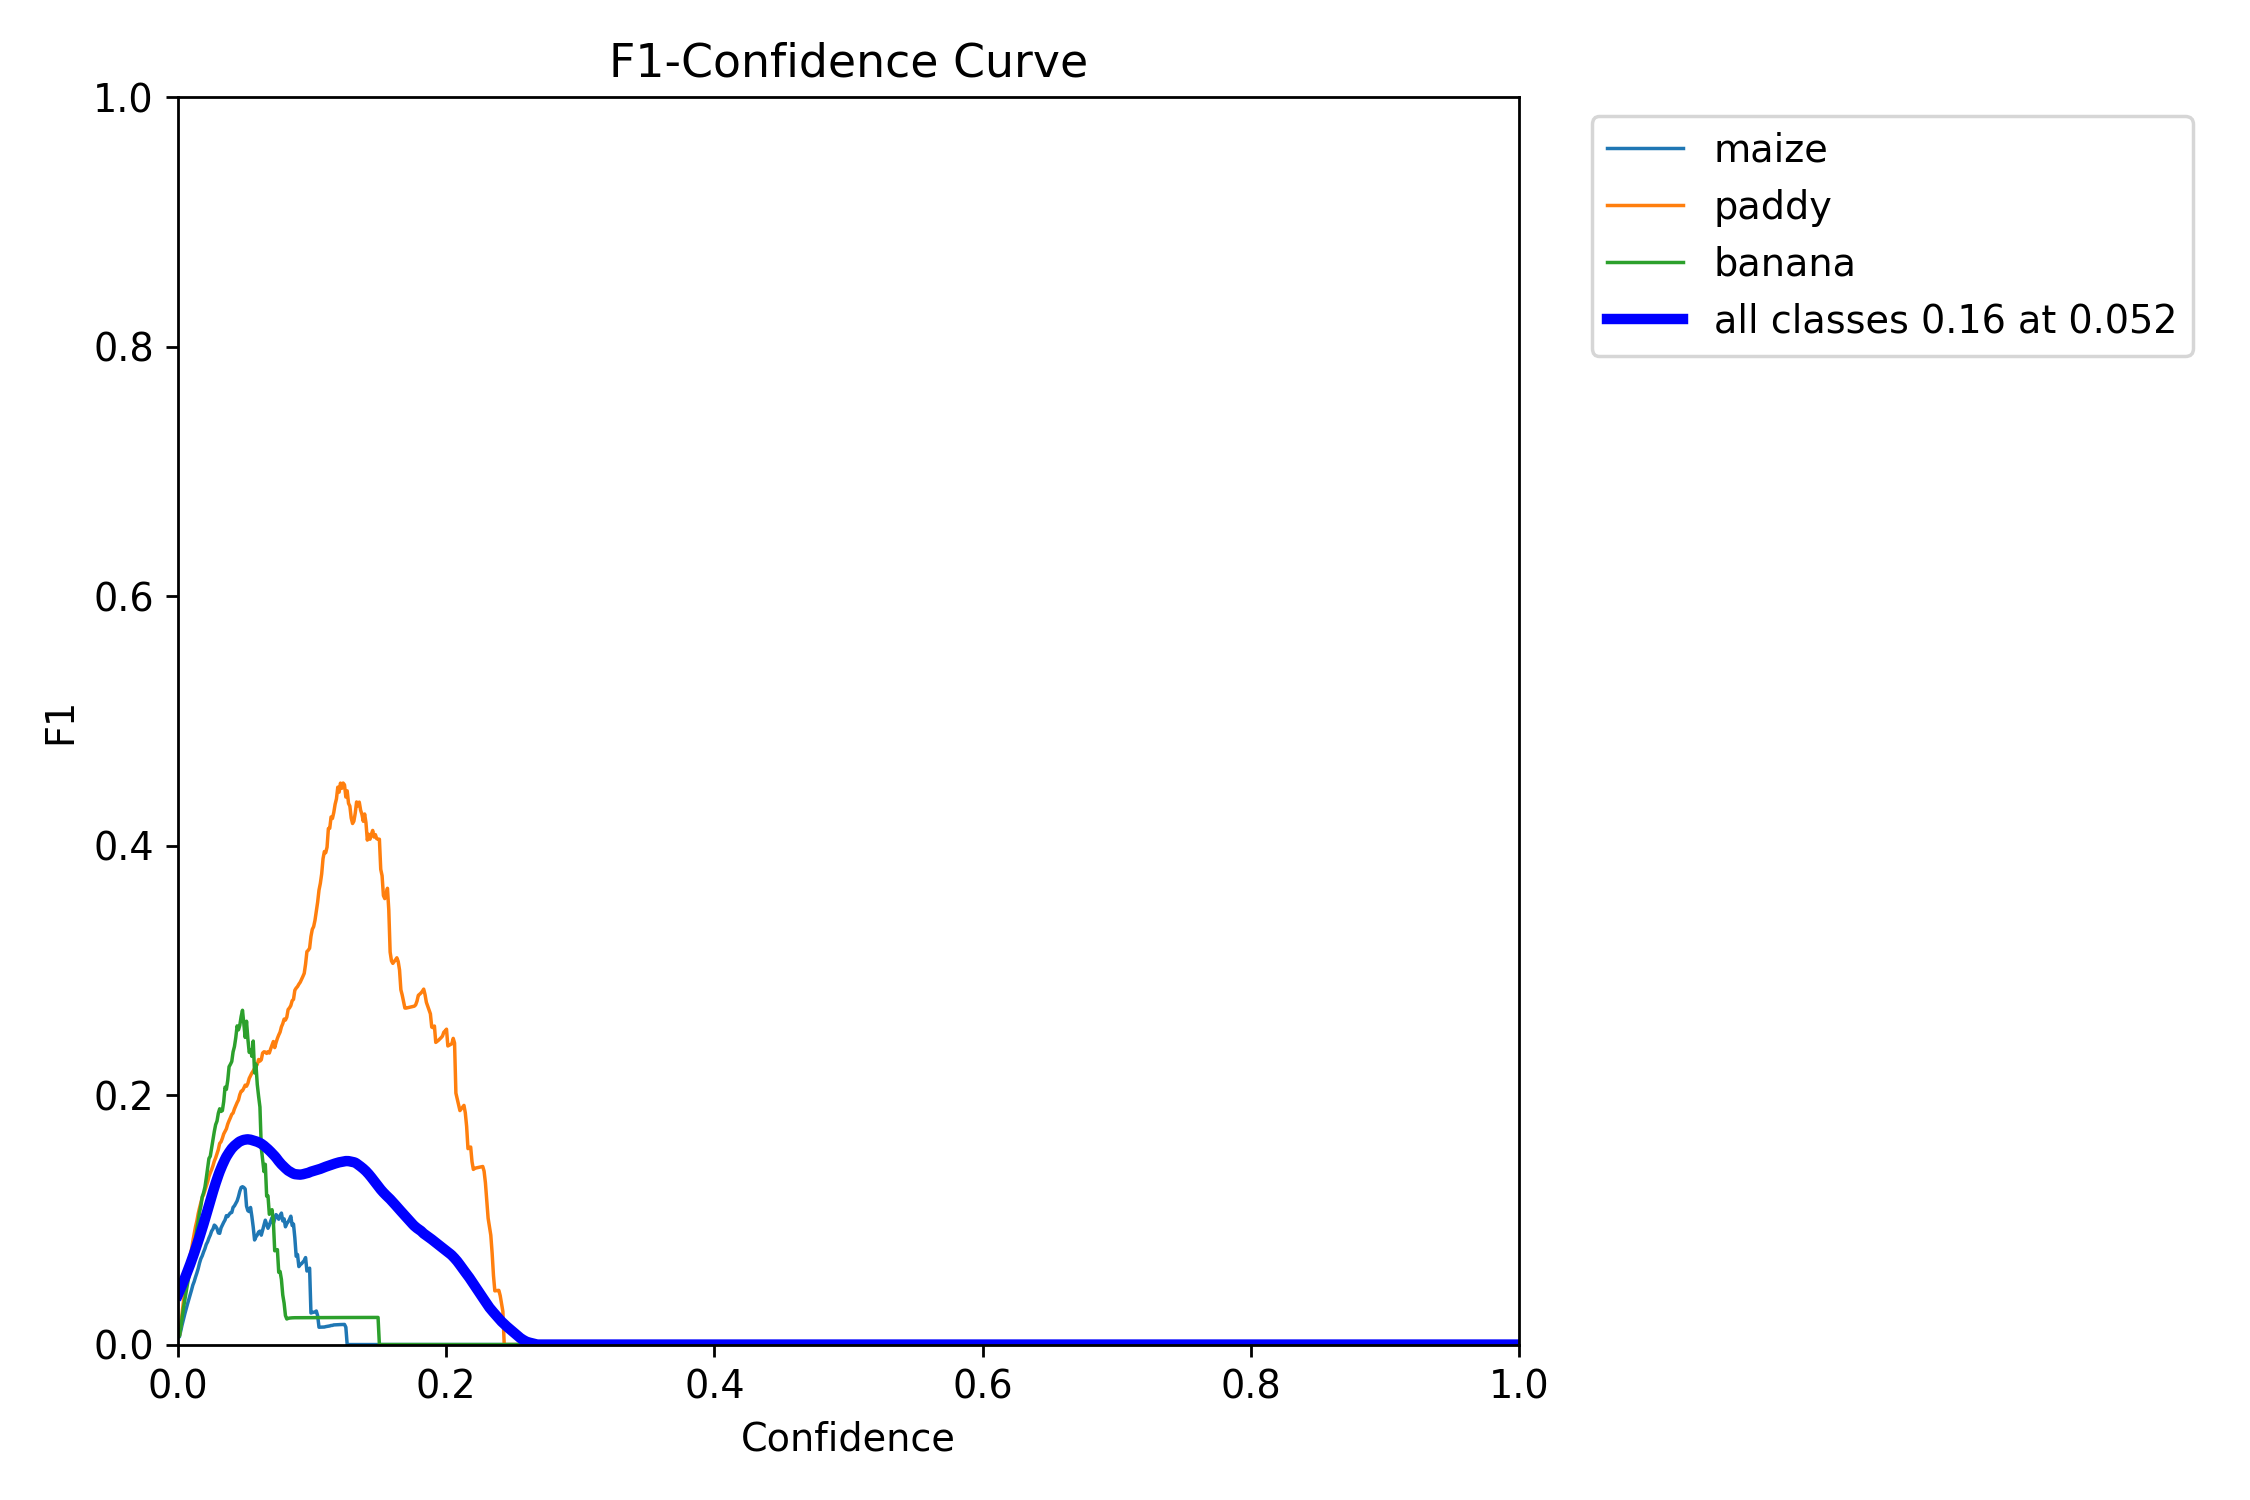 F1-Confidence Curve
1.0
0.8
0.6
0.4
0.2
0.0
F1
0.0 0.2 0.4 0.6 0.8 1.0
Confidence
maize
paddy
banana
all classes 0.16 at 0.052